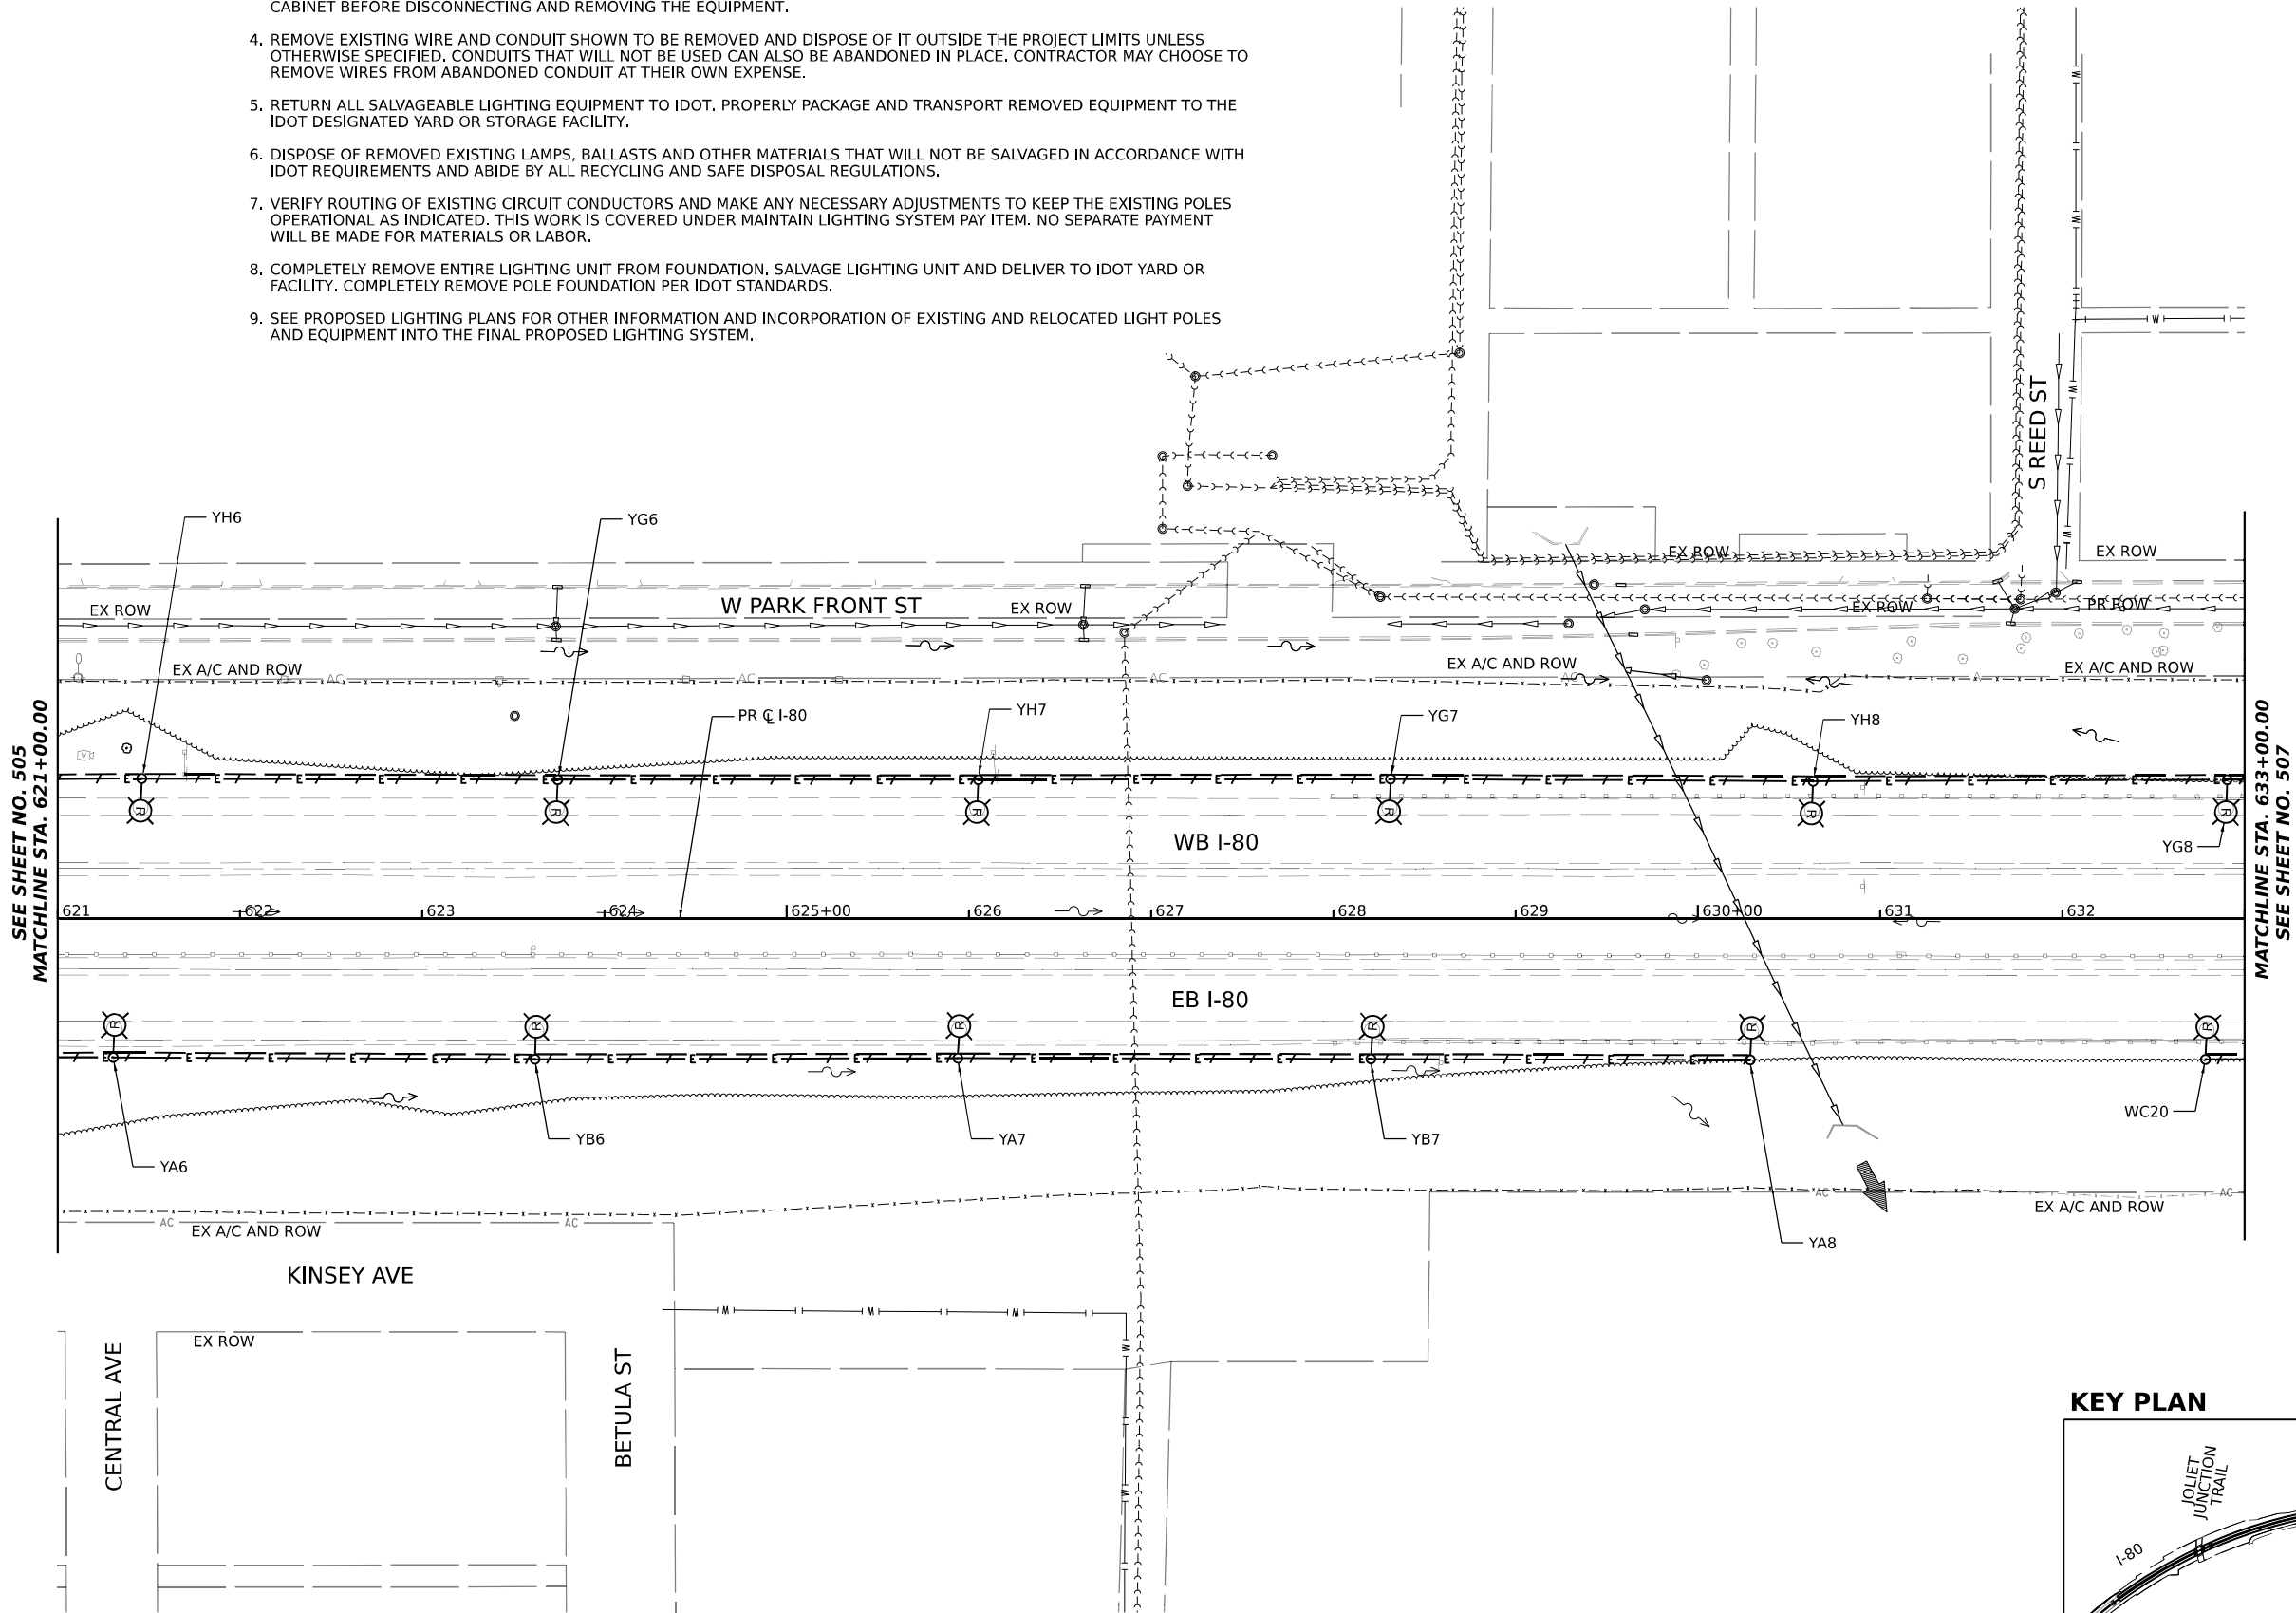 CABINET BEFORE DISCONNECTING AND REMOVING THE EQUIPMENT.
4. REMOVE EXISTING WIRE AND CONDUIT SHOWN TO BE REMOVED AND DISPOSE OF IT OUTSIDE THE PROJECT LIMITS UNLESS
OTHERWISE SPECIFIED. CONDUITS THAT WILL NOT BE USED CAN ALSO BE ABANDONED IN PLACE. CONTRACTOR MAY CHOOSE TO
REMOVE WIRES FROM ABANDONED CONDUIT AT THEIR OWN EXPENSE.
5. RETURN ALL SALVAGEABLE LIGHTING EQUIPMENT TO IDOT. PROPERLY PACKAGE AND TRANSPORT REMOVED EQUIPMENT TO THE
IDOT DESIGNATED YARD OR STORAGE FACILITY.
6. DISPOSE OF REMOVED EXISTING LAMPS, BALLASTS AND OTHER MATERIALS THAT WILL NOT BE SALVAGED IN ACCORDANCE WITH
IDOT REQUIREMENTS AND ABIDE BY ALL RECYCLING AND SAFE DISPOSAL REGULATIONS.
7. VERIFY ROUTING OF EXISTING CIRCUIT CONDUCTORS AND MAKE ANY NECESSARY ADJUSTMENTS TO KEEP THE EXISTING POLES
OPERATIONAL AS INDICATED. THIS WORK IS COVERED UNDER MAINTAIN LIGHTING SYSTEM PAY ITEM. NO SEPARATE PAYMENT
WILL BE MADE FOR MATERIALS OR LABOR.
8. COMPLETELY REMOVE ENTIRE LIGHTING UNIT FROM FOUNDATION. SALVAGE LIGHTING UNIT AND DELIVER TO IDOT YARD OR
FACILITY. COMPLETELY REMOVE POLE FOUNDATION PER IDOT STANDARDS.
9. SEE PROPOSED LIGHTING PLANS FOR OTHER INFORMATION AND INCORPORATION OF EXISTING AND RELOCATED LIGHT POLES
AND EQUIPMENT INTO THE FINAL PROPOSED LIGHTING SYSTEM.
S REED ST
YH6
YG6
EX ROW
EX ROW
EX ROW
W PARK FRONT ST
EX ROW
EX ROW
PR ROW
EX A/C AND ROW
AC
AC
AC
EX A/C AND ROW
AC
EX A/C AND ROW
PR ℄ I-80
YH7
YG7
YH8
YG8
SEE SHEET NO. 505
MATCHLINE STA. 621+00.00
MATCHLINE STA. 633+00.00
SEE SHEET NO. 507
WB I-80
621
622
623
624
625+00
626
627
628
629
630+00
631
632
EB I-80
YA6
YB6
YA7
YB7
YA8
WC20
AC
AC
AC
AC
EX A/C AND ROW
EX A/C AND ROW
KINSEY AVE
EX ROW
CENTRAL AVE
BETULA ST
KEY PLAN
JOLIET
JUNCTION
TRAIL
I-80